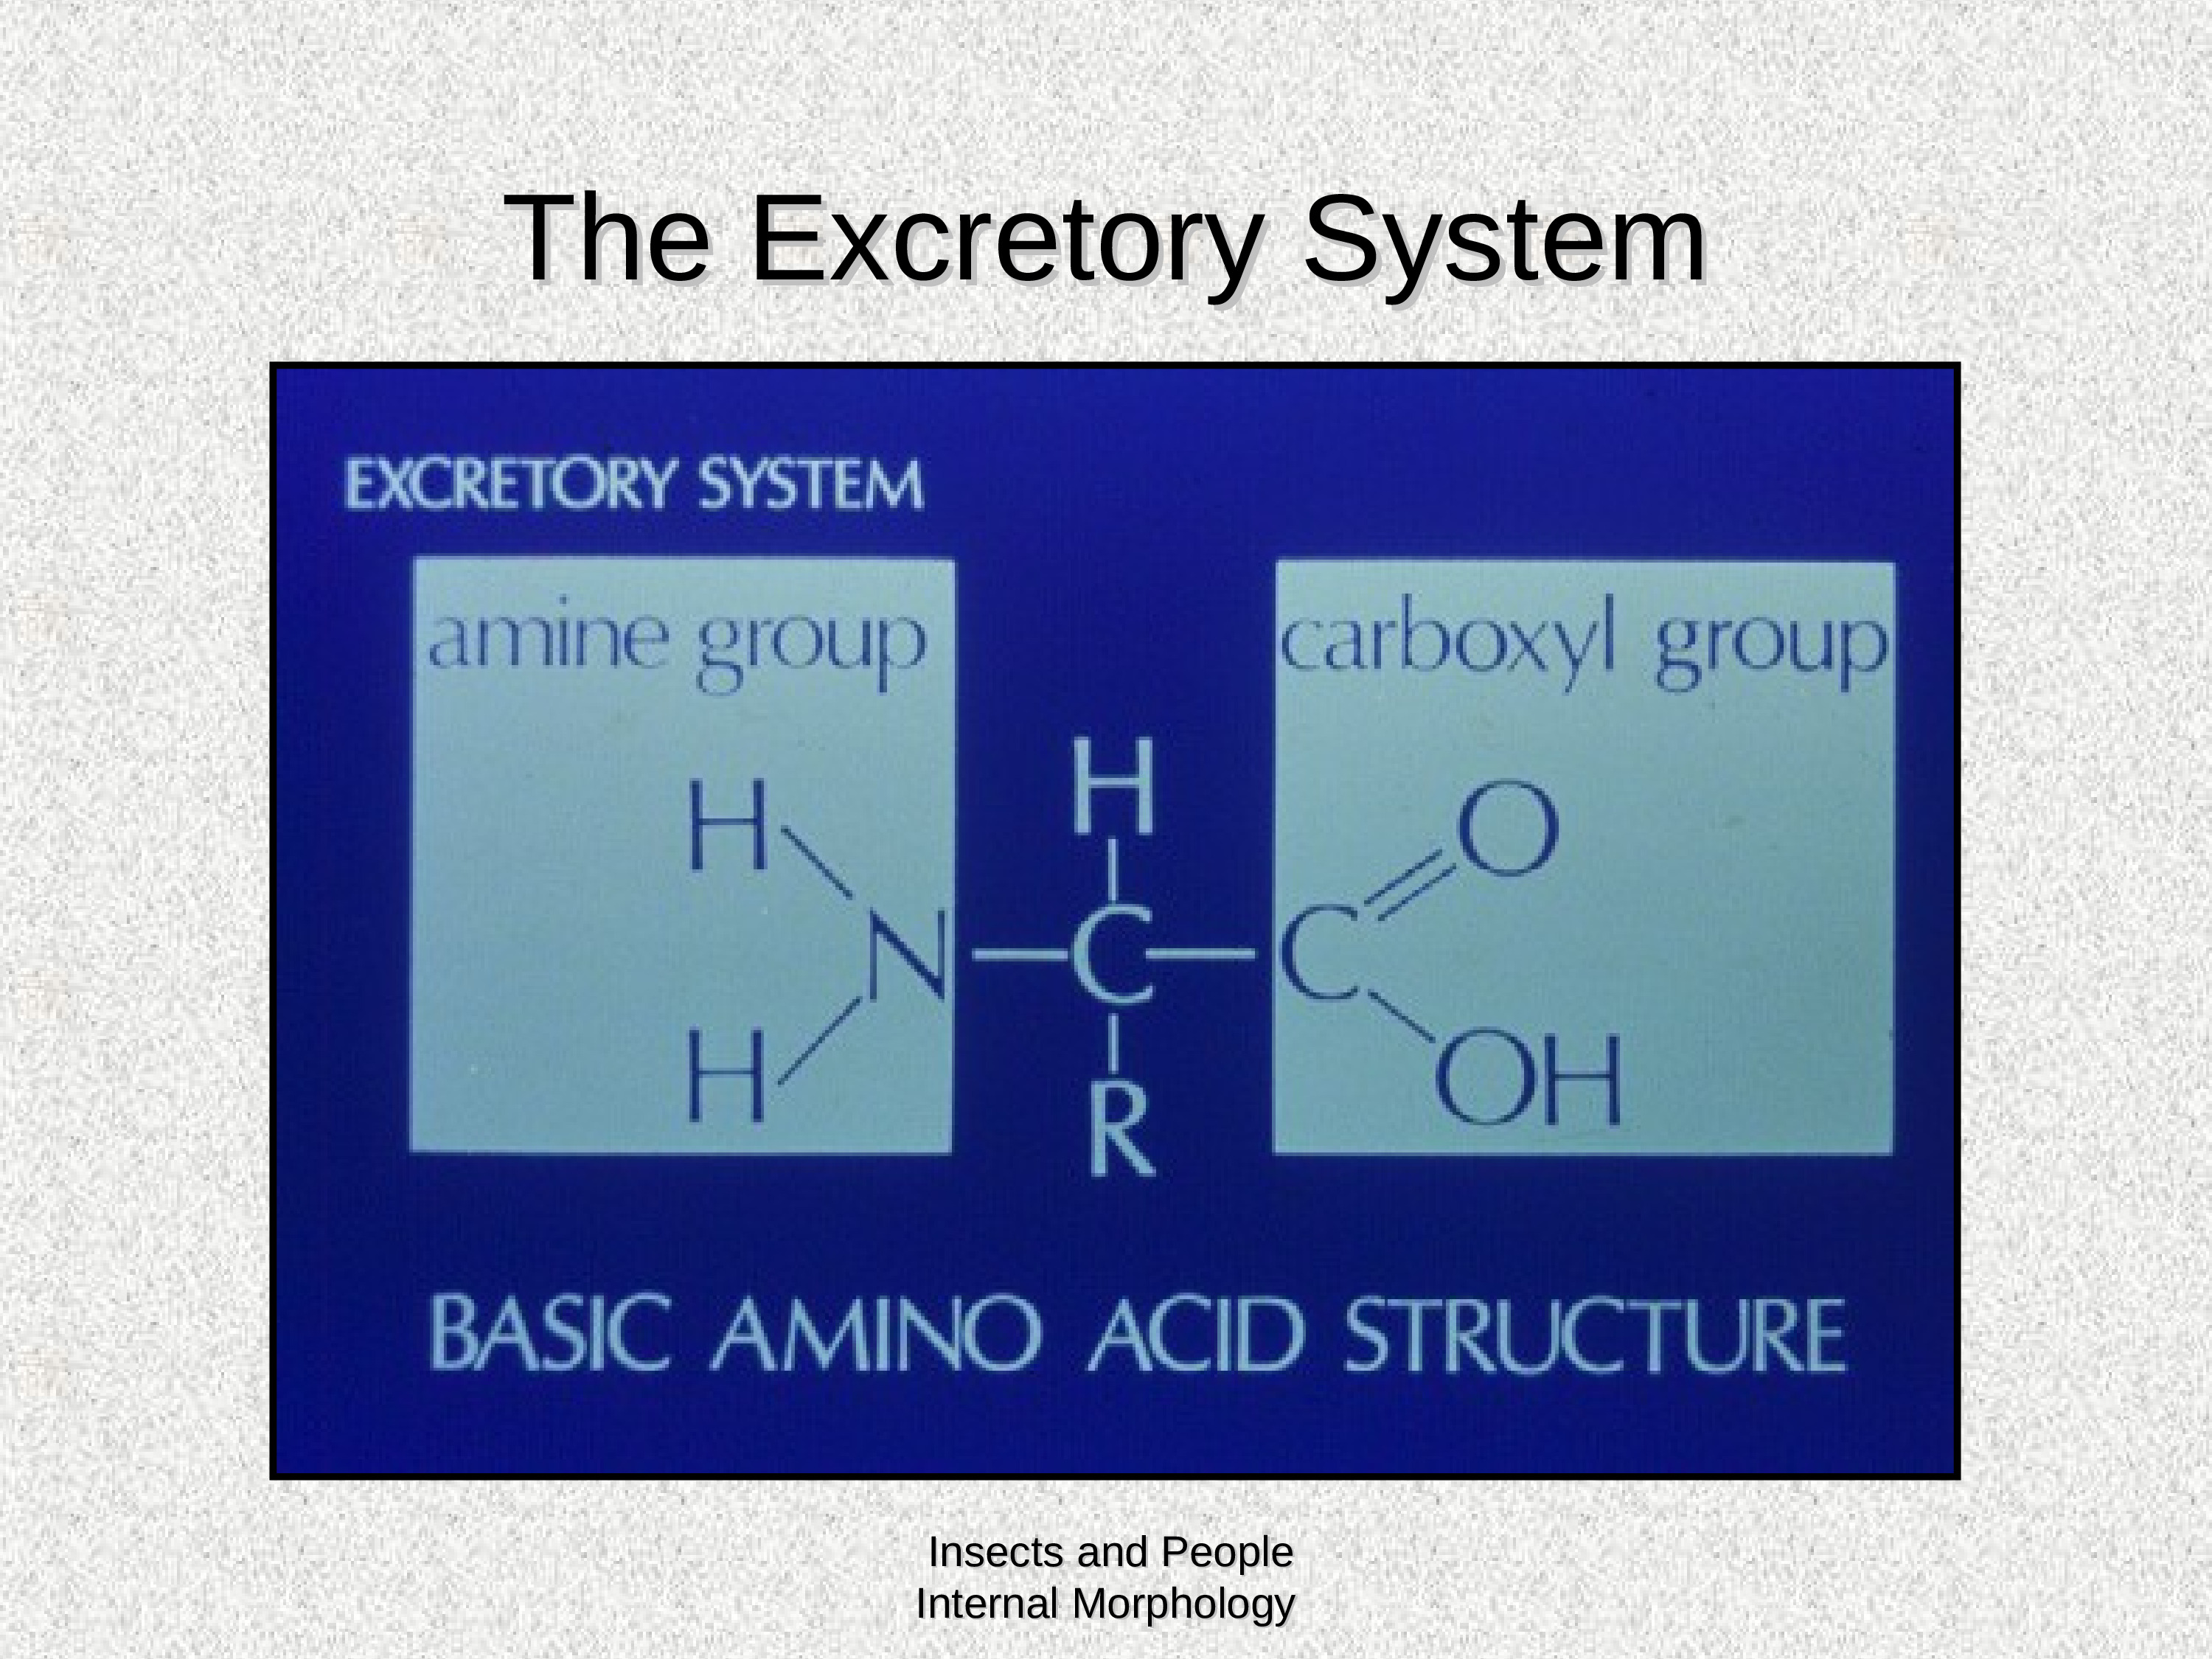 The Excretory System
EXCRETORY SYSTEM
amine group
carboxyl group
H
H
O
N
C
C
H
R
OH
BASIC AMINO ACID STRUCTURE
Insects and People
Internal Morphology